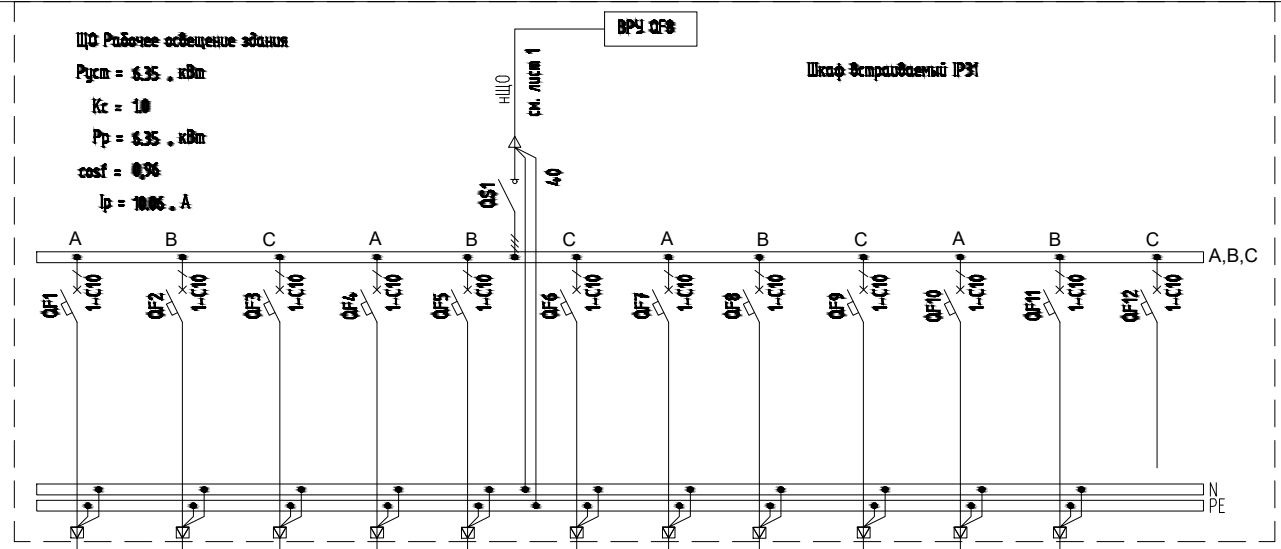 ЩО Рабочее освещение здания
Руст = 6.35 . кВт
Кс = 1.0
Рр = 6.35 . кВт
cosf = 0,96
Iр = 10.06 . А
ВРУ QF8
нЩО
см. лист 1
Шкаф встраиваемый IP31
QS1
40
A B C A B C A B C A B C
A,B,C
QF1 1~C10 QF2 1~C10 QF3 1~C10 QF4 1~C10 QF5 1~C10 QF6 1~C10 QF7 1~C10 QF8 1~C10 QF9 1~C10 QF10 1~C10 QF11 1~C10 QF12 1~C10
N
PE